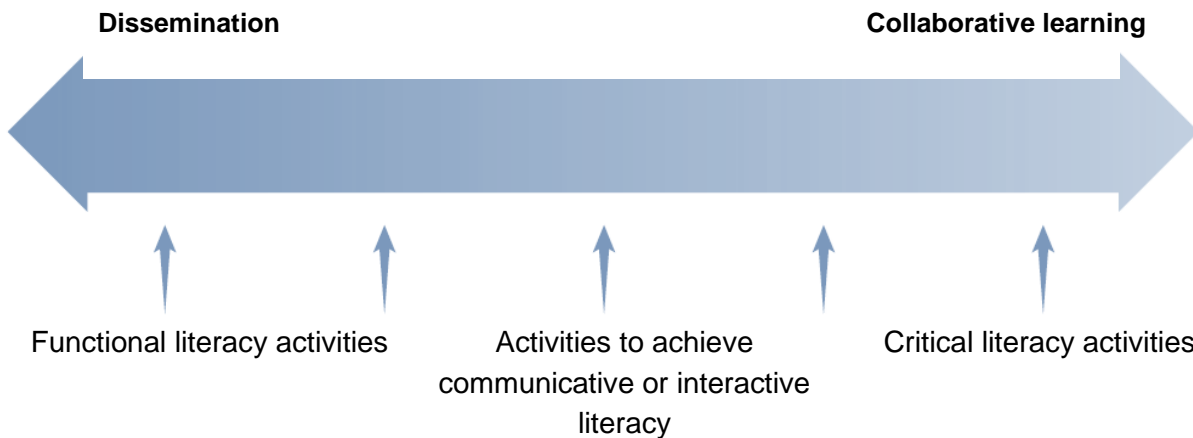 Dissemination Collaborative learning
Functional literacy activities Activities to achieve Critical literacy activities
communicative or interactive
literacy